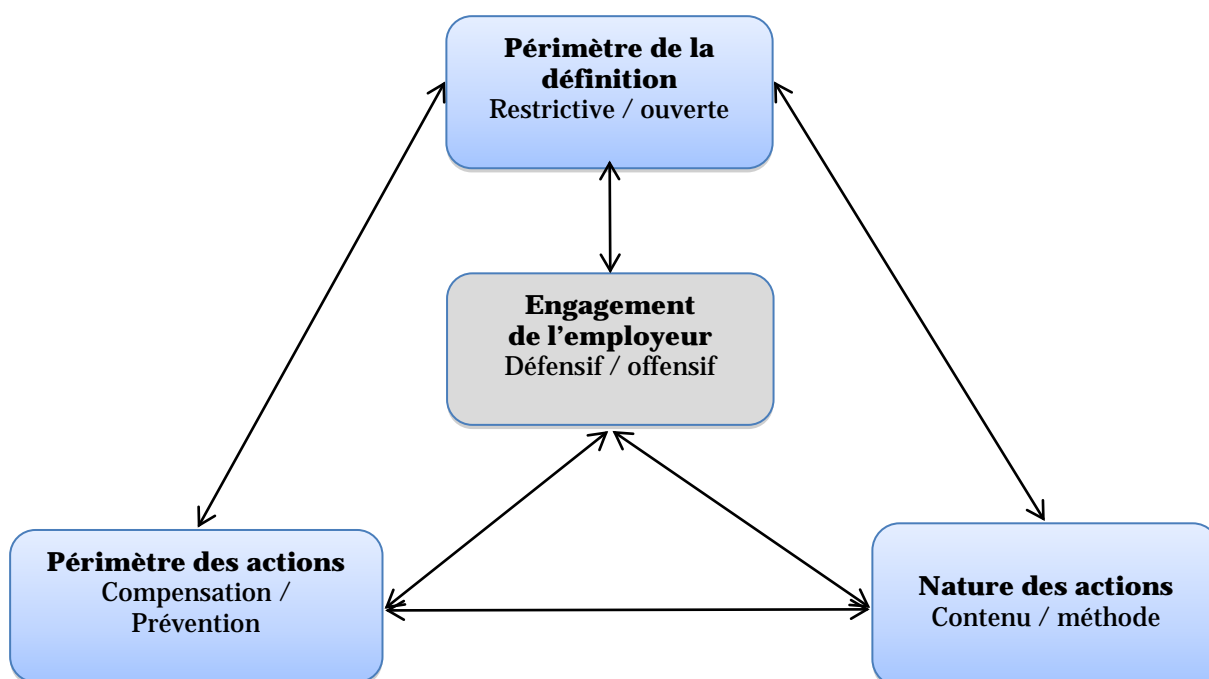 Périmètre de la
définition
Restrictive / ouverte
Engagement
de l'employeur
Défensif / offensif
Périmètre des actions
Compensation /
Prévention
Nature des actions
Contenu / méthode